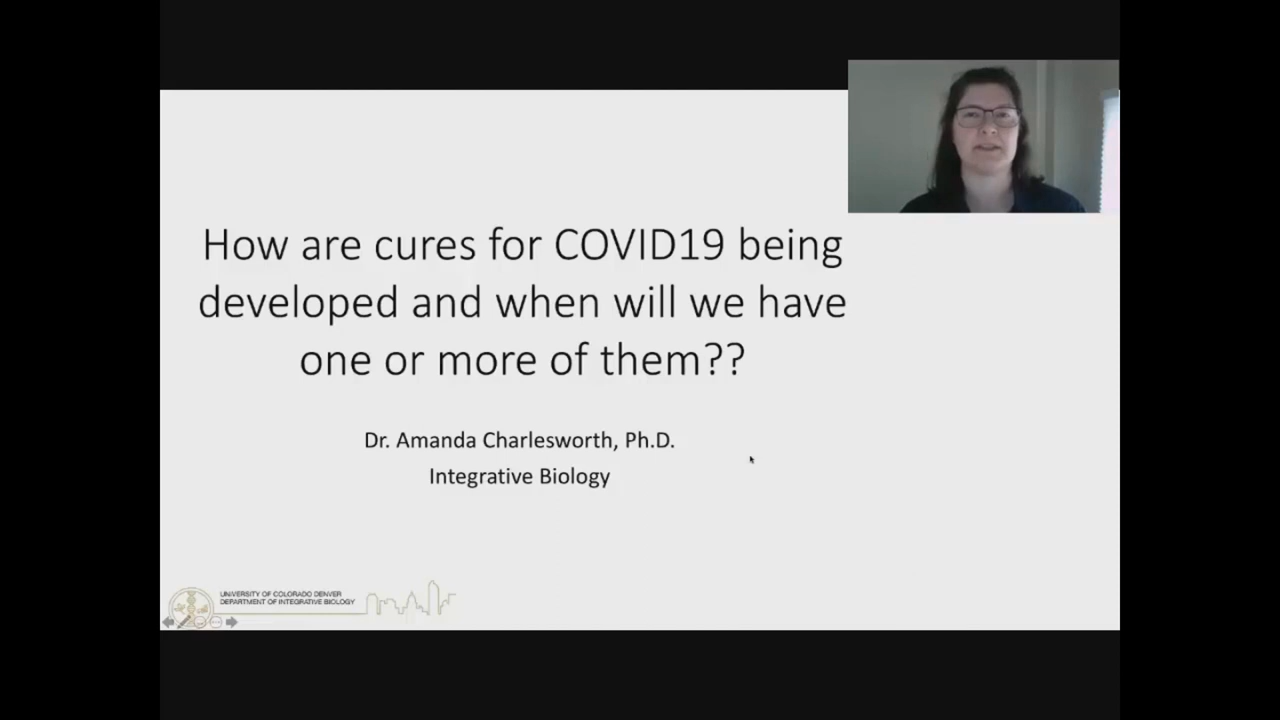 How are cures for COVID19 being
developed and when will we have
one or more of them??
Dr. Amanda Charlesworth, Ph.D.
Integrative Biology
UNIVERSITY OF COLORADO DENVER
DEPARTMENT OF INTEGRATIVE BIOLOGY